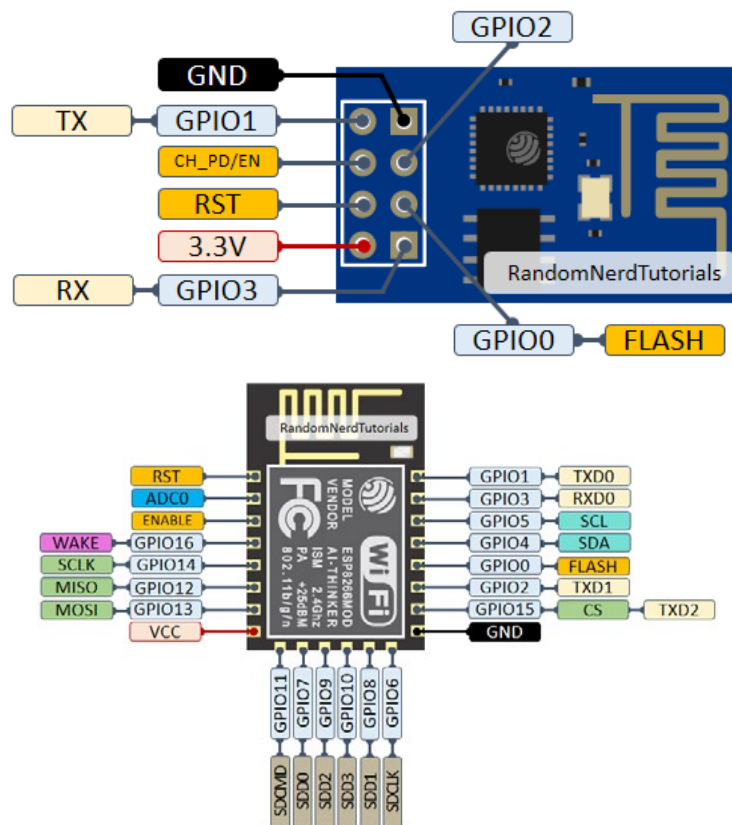 GPIO2
GND
TX GPIO1
CH_PD/EN
RST
3.3V
RandomNerdTutorials
RX GPIO3
GPIO0 FLASH
RandomNerdTutorials
RST
ADC0
ENABLE
WAKE GPIO16
SCLK GPIO14
MISO GPIO12
MOSI GPIO13
VCC
MODEL ESP8266MOD
VENDOR AI-THINKER
ISM 2.4GHz
PA +25dBM
802.11b/g/n
FC
Wi Fi
GPIO1 TXD0
GPIO3 RXD0
GPIO5 SCL
GPIO4 SDA
GPIO0 FLASH
GPIO2 TXD1
GPIO15 CS TXD2
GND
GPIO11 SDCMD
GPIO7 SDD0
GPIO9 SDD2
GPIO10 SDD3
GPIO8 SDD1
GPIO6 SDCLK